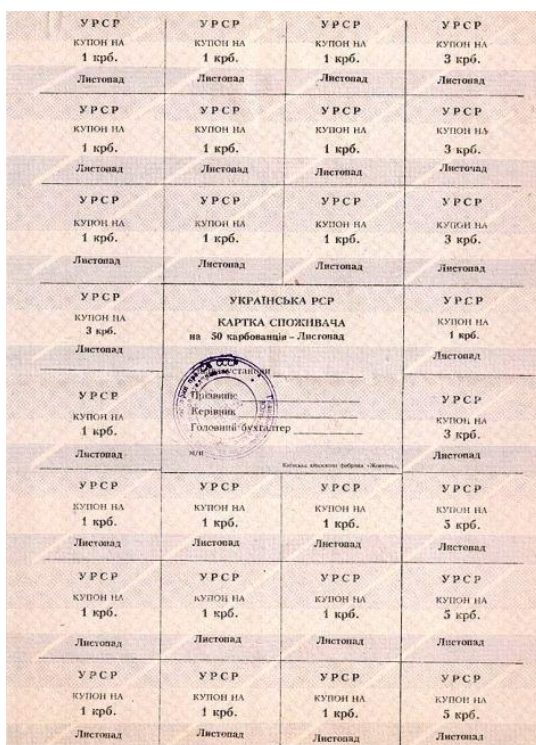 УРСР УРСР УРСР УРСР
КУПОН НА КУПОН НА КУПОН НА КУПОН НА
1 крб. 1 крб. 1 крб. 3 крб.
Листопад Листопад Листопад Листопад
УРСР УРСР УРСР УРСР
КУПОН НА КУПОН НА КУПОН НА КУПОН НА
1 крб. 1 крб. 1 крб. 3 крб.
Листопад Листопад Листопад Листопад
УРСР УРСР УРСР УРСР
КУПОН НА КУПОН НА КУПОН НА КУПОН НА
1 крб. 1 крб. 1 крб. 3 крб.
Листопад Листопад Листопад Листопад
УРСР
КУПОН НА
3 крб.
Листопад
УКРАЇНСЬКА РСР
КАРТКА СПОЖИВАЧА
на 50 карбованців – Листопад
установи
Прізвище
Керівник
Головний бухгалтер
М/П
Київська фабрика «Жовтень»
УРСР
КУПОН НА
1 крб.
Листопад
УРСР
КУПОН НА
1 крб.
Листопад
УРСР
КУПОН НА
3 крб.
Листопад
УРСР УРСР УРСР УРСР
КУПОН НА КУПОН НА КУПОН НА КУПОН НА
1 крб. 1 крб. 1 крб. 5 крб.
Листопад Листопад Листопад Листопад
УРСР УРСР УРСР УРСР
КУПОН НА КУПОН НА КУПОН НА КУПОН НА
1 крб. 1 крб. 1 крб. 5 крб.
Листопад Листопад Листопад Листопад
УРСР УРСР УРСР УРСР
КУПОН НА КУПОН НА КУПОН НА КУПОН НА
1 крб. 1 крб. 1 крб. 5 крб.
Листопад Листопад Листопад Листопад